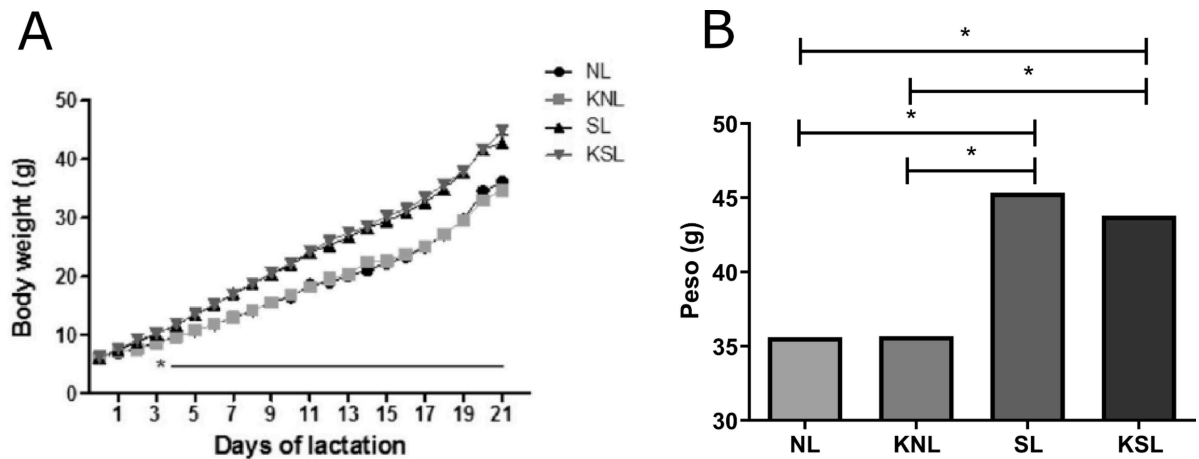 A
NL
KNL
SL
KSL
Body weight (g)
50
40
30
20
10
0
*
1 3 5 7 9 11 13 15 17 19 21
Days of lactation
B
*
*
*
*
Peso (g)
50
45
40
35
30
NL KNL SL KSL